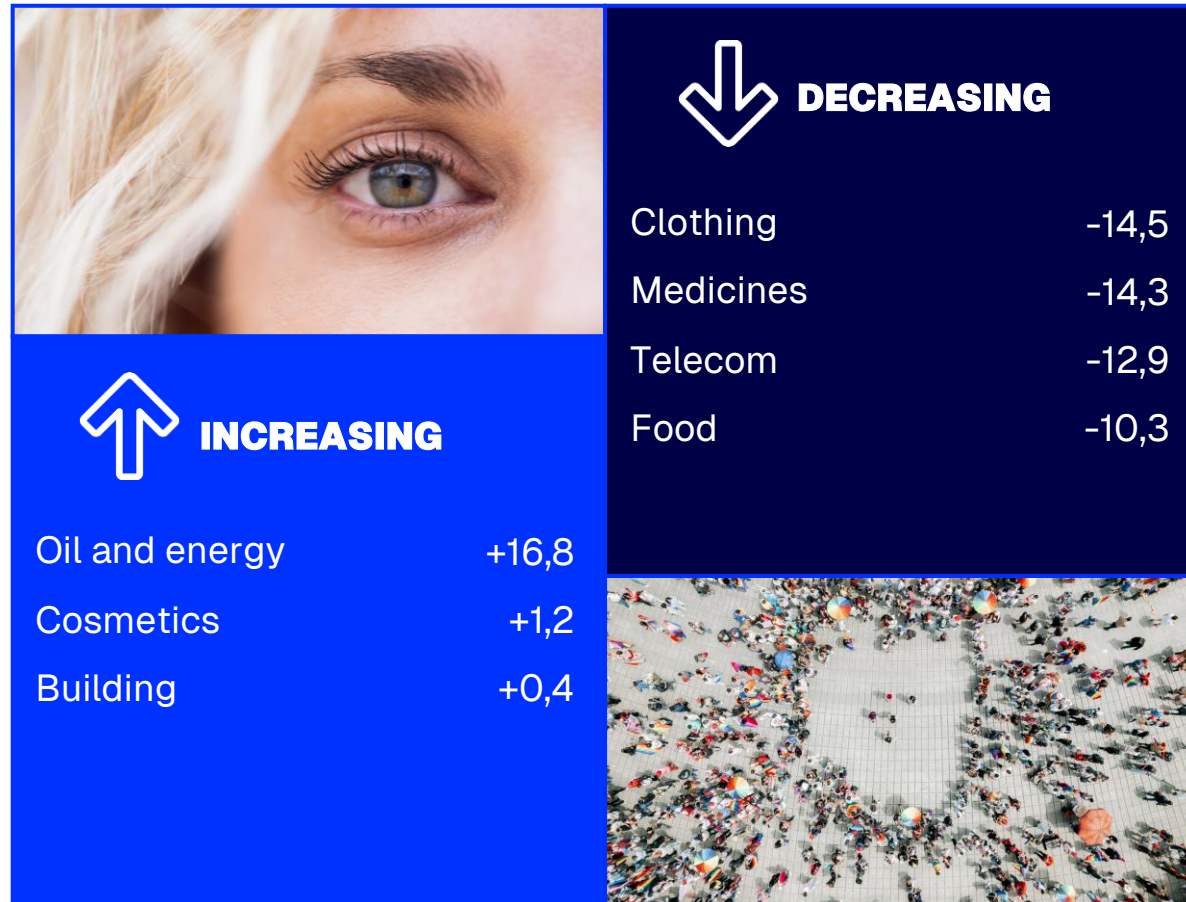 INCREASING
Oil and energy +16,8
Cosmetics +1,2
Building +0,4
DECREASING
Clothing -14,5
Medicines -14,3
Telecom -12,9
Food -10,3